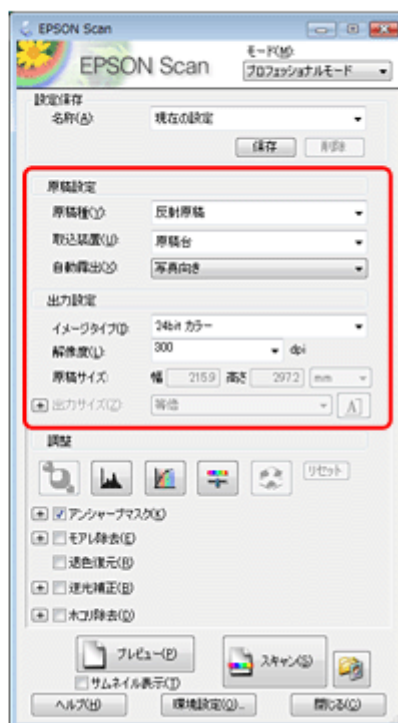 EPSON Scan
EPSON Scan
モード(M):
プロフェッショナルモード
設定保存
名称(A):
現在の設定
保存
削除
原稿設定
原稿種(Y):
反射原稿
取込装置(U):
原稿台
自動露出(X):
写真向き
出力設定
イメージタイプ(I):
24bit カラー
解像度(L):
300
dpi
原稿サイズ:
幅 215.9 高さ 297.2 mm
出力サイズ(Z):
等倍
調整
リセット
アンシャープマスク(K)
モアレ除去(E)
退色復元(R)
逆光補正(B)
ホコリ除去(D)
プレビュー(P)
スキャン(S)
サムネイル表示(T)
ヘルプ(H)
環境設定(O)...
閉じる(C)